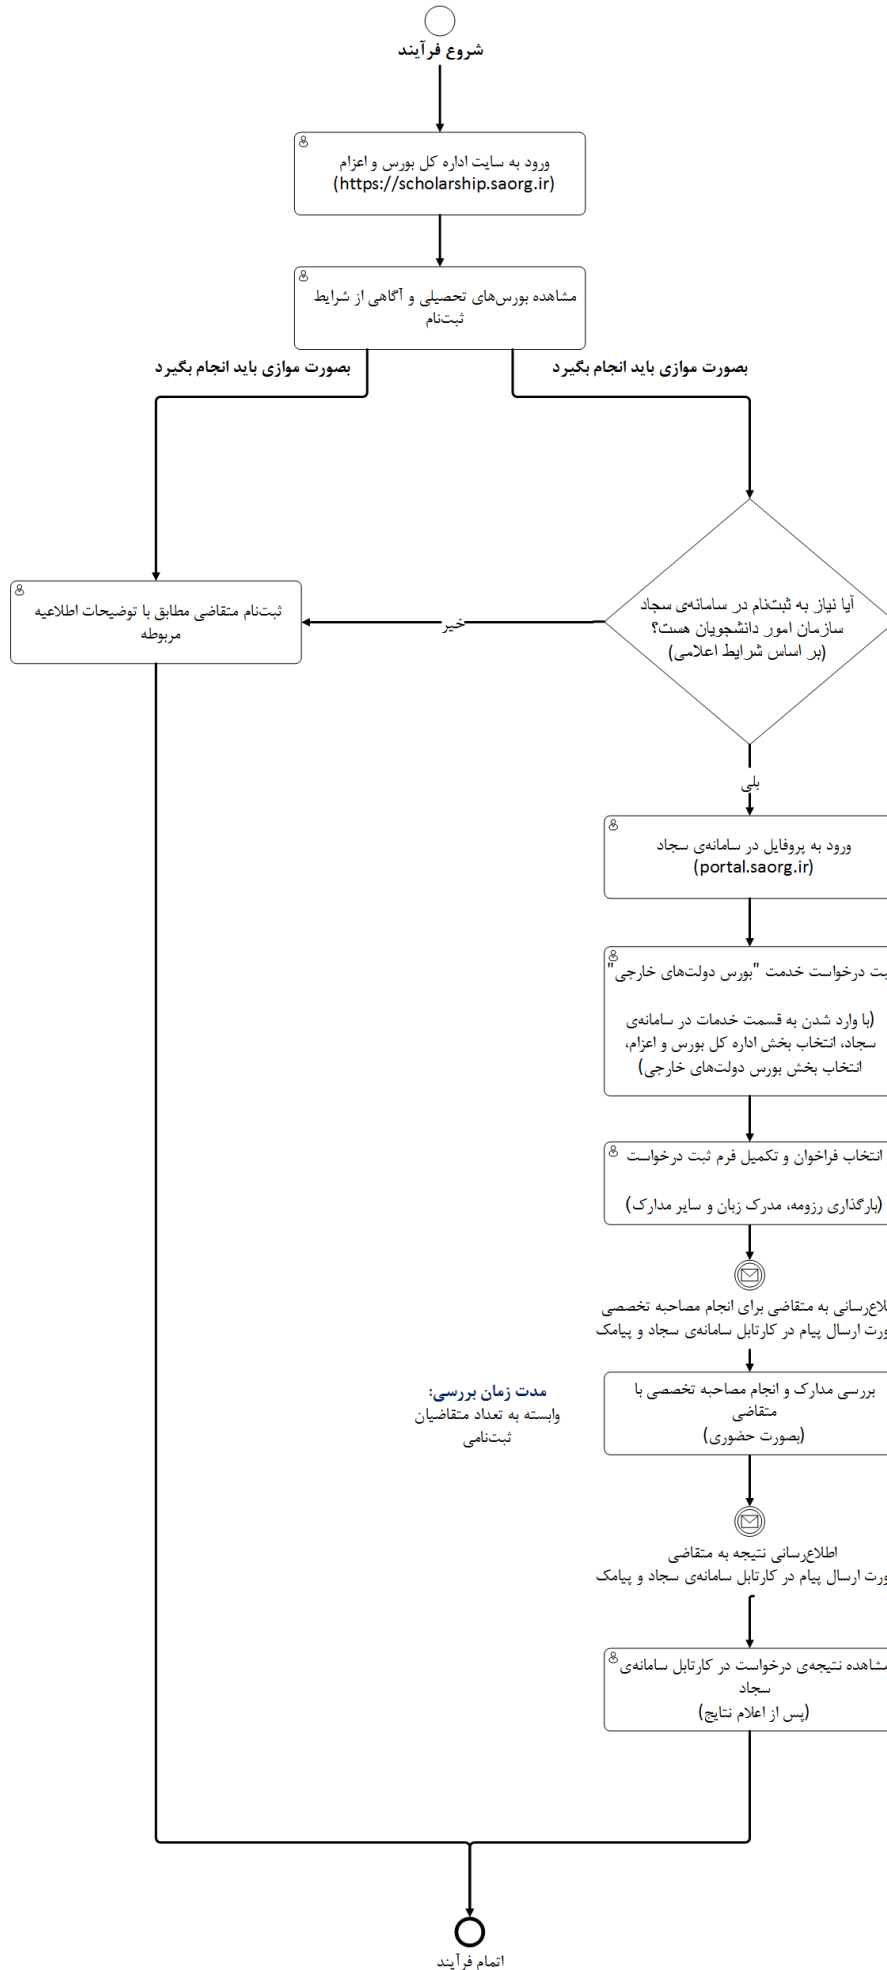 شروع فرآیند
ورود به سایت اداره کل بورس و اعزام
(https://scholarship.saorg.ir)
مشاهده بورس‌های تحصیلی و آگاهی از شرایط
ثبت‌نام
بصورت موازی باید انجام بگیرد
بصورت موازی باید انجام بگیرد
آیا نیاز به ثبت‌نام در سامانه‌ی سجاد
سازمان امور دانشجویان هست؟
(بر اساس شرایط اعلامی)
خیر
ثبت‌نام متقاضی مطابق با توضیحات اطلاعیه
مربوطه
بلی
ورود به پروفایل در سامانه‌ی سجاد
(portal.saorg.ir)
درخواست خدمت "بورس دولت‌های خارجی"
(با وارد شدن به قسمت خدمات در سامانه‌ی
سجاد، انتخاب بخش اداره کل بورس و اعزام،
انتخاب بخش بورس دولت‌های خارجی)
انتخاب فراخوان و تکمیل فرم ثبت درخواست
(بارگذاری رزومه، مدرک زبان و سایر مدارک)
به متقاضی برای انجام مصاحبه تخصصی
ارسال پیام در کارتابل سامانه‌ی سجاد و پیامک
بررسی مدارک و انجام مصاحبه تخصصی با
متقاضی
(بصورت حضوری)
مدت زمان بررسی:
وابسته به تعداد متقاضیان
ثبت‌نامی
اطلاع‌رسانی نتیجه به متقاضی
ارسال پیام در کارتابل سامانه‌ی سجاد و پیامک
مشاهده نتیجه‌ی درخواست در کارتابل سامانه‌ی
سجاد
(پس از اعلام نتایج)
اتمام فرآیند